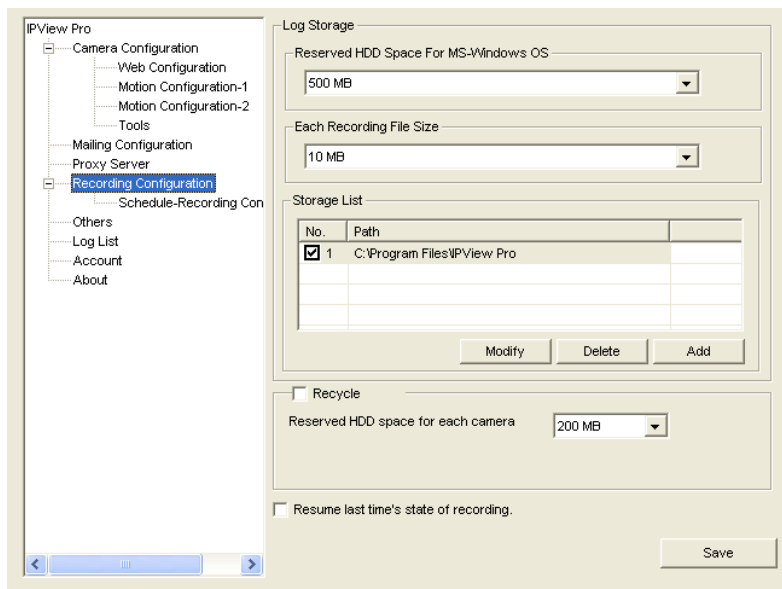 IPView Pro
Camera Configuration
Web Configuration
Motion Configuration-1
Motion Configuration-2
Tools
Mailing Configuration
Proxy Server
Recording Configuration
Schedule-Recording Con
Others
Log List
Account
About
Log Storage
Reserved HDD Space For MS-Windows OS
500 MB
Each Recording File Size
10 MB
Storage List
No. Path
1 C:\Program Files\IPView Pro
Modify Delete Add
Recycle
Reserved HDD space for each camera 200 MB
Resume last time's state of recording.
Save